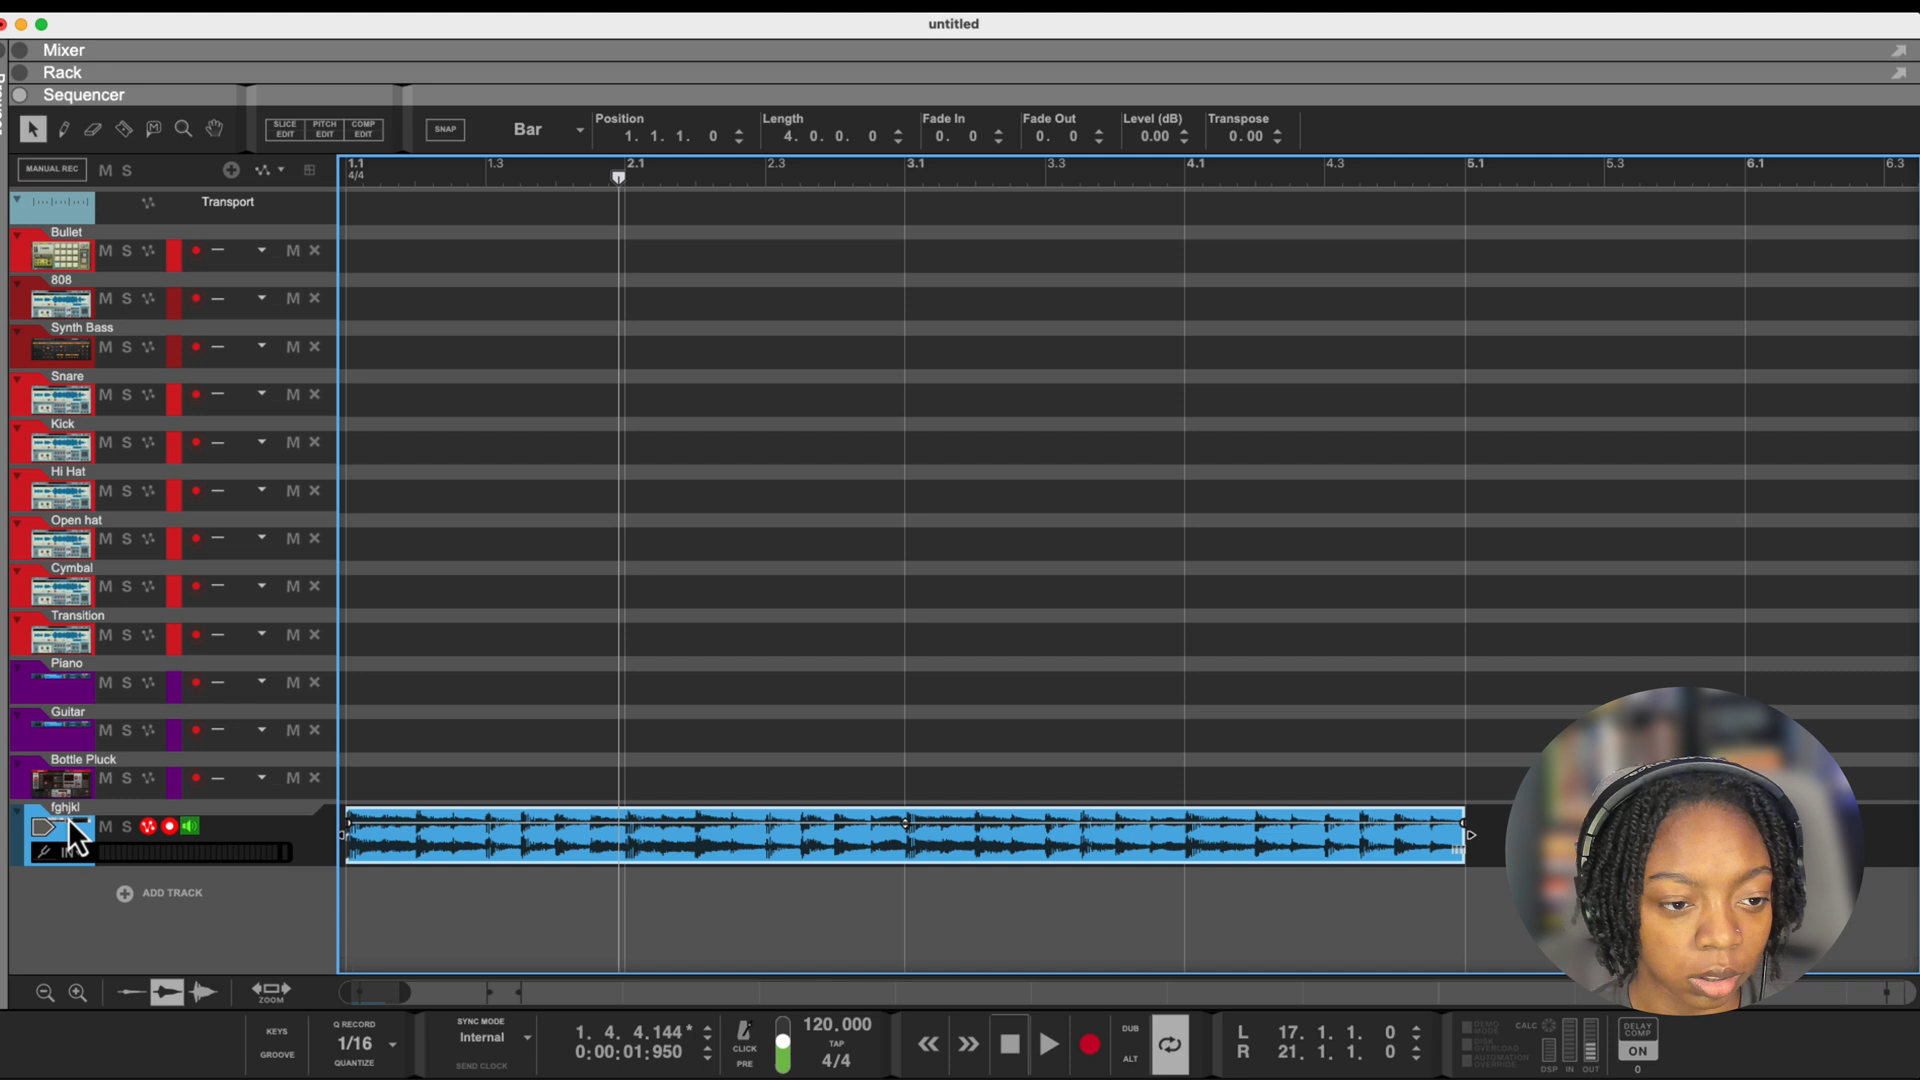 untitled
Mixer
Rack
Sequencer
SLICE EDIT PITCH EDIT COMP EDIT
SNAP
Bar
Position 1. 1. 1. 0
Length 4. 0. 0. 0
Fade In 0. 0
Fade Out 0. 0
Level (dB) 0.00
Transpose 0.00
MANUAL REC M S
1.1 1.3 2.1 2.3 3.1 3.3 4.1 4.3 5.1 5.3 6.1 6.3
4/4
Transport
Bullet
M S M
808
M S M
Synth Bass
M S M
Snare
M S M
Kick
M S M
Hi Hat
M S M
Open hat
M S M
Cymbal
M S M
Transition
M S M
Piano
M S M
Guitar
M S M
Bottle Pluck
M S M
fghjkl
M S
ADD TRACK
ZOOM
KEYS
GROOVE
Q RECORD
1/16
QUANTIZE
SYNC MODE
Internal
SEND CLOCK
1. 4. 4.144*
0:00:01:950
CLICK
PRE
120.000
TAP
4/4
DUB
ALT
L 17. 1. 1. 0
R 21. 1. 1. 0
DEMO MODE
DISK OVERLOAD
AUTOMATION OVERRIDE
CALC
DSP IN OUT
DELAY COMP
ON
0